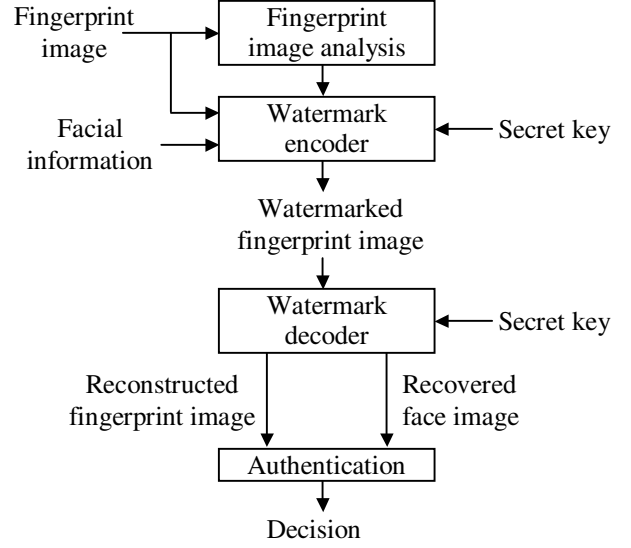 Fingerprint
image
Fingerprint
image analysis
Facial
information
Watermark
encoder
Secret key
Watermarked
fingerprint image
Watermark
decoder
Secret key
Reconstructed
fingerprint image
Recovered
face image
Authentication
Decision